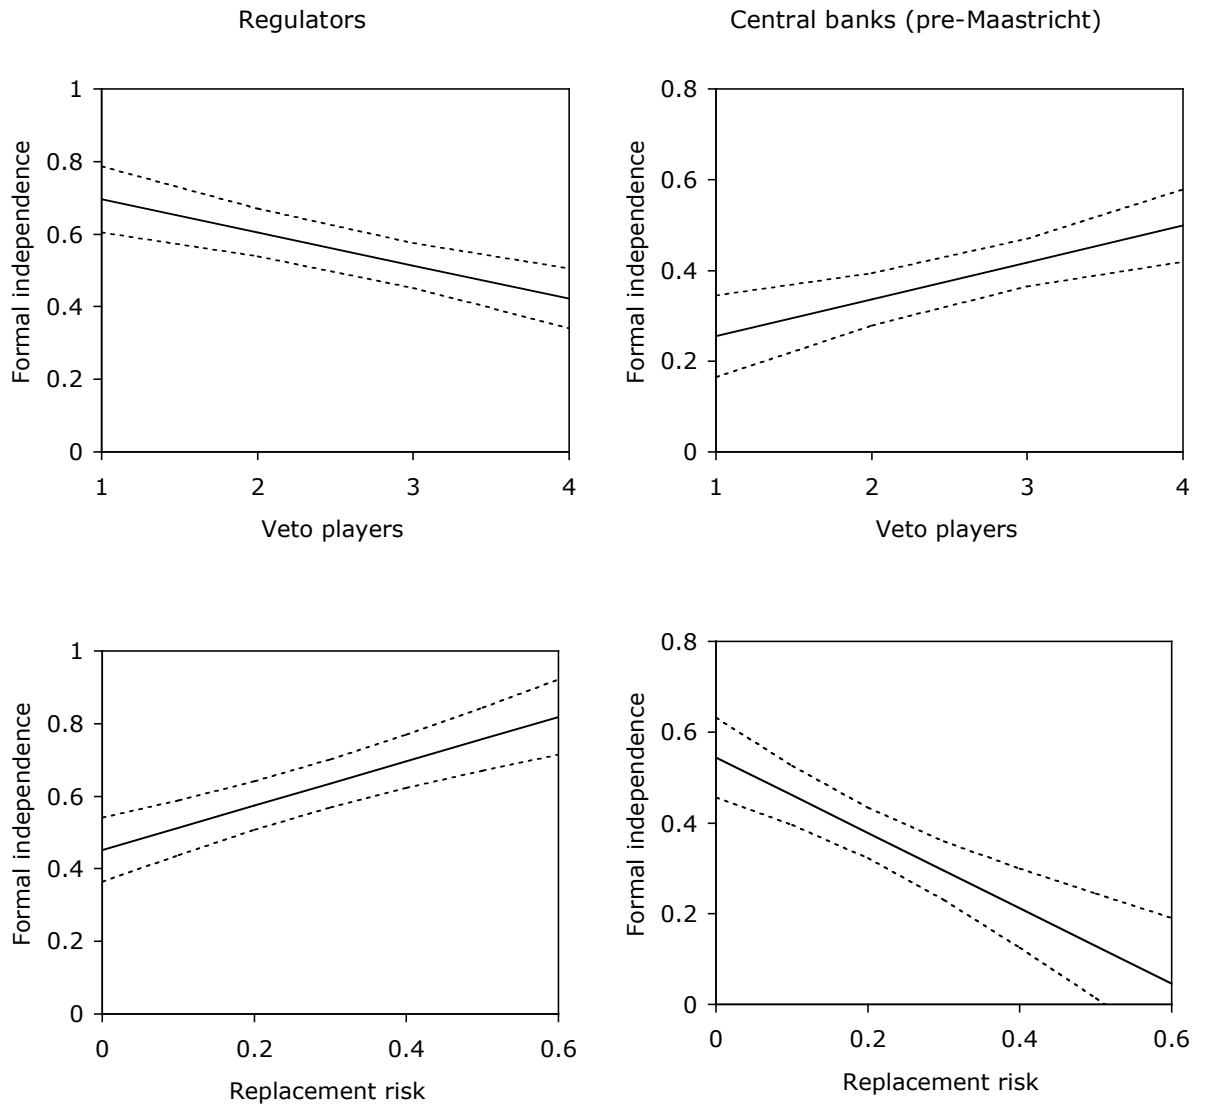 Regulators
Central banks (pre-Maastricht)
1
0.8
0.6
0.4
0.2
0
Formal independence
1 2 3 4
Veto players
0.8
0.6
0.4
0.2
0
Formal independence
1 2 3 4
Veto players
1
0.8
0.6
0.4
0.2
0
Formal independence
0 0.2 0.4 0.6
Replacement risk
0.8
0.6
0.4
0.2
0
Formal independence
0 0.2 0.4 0.6
Replacement risk